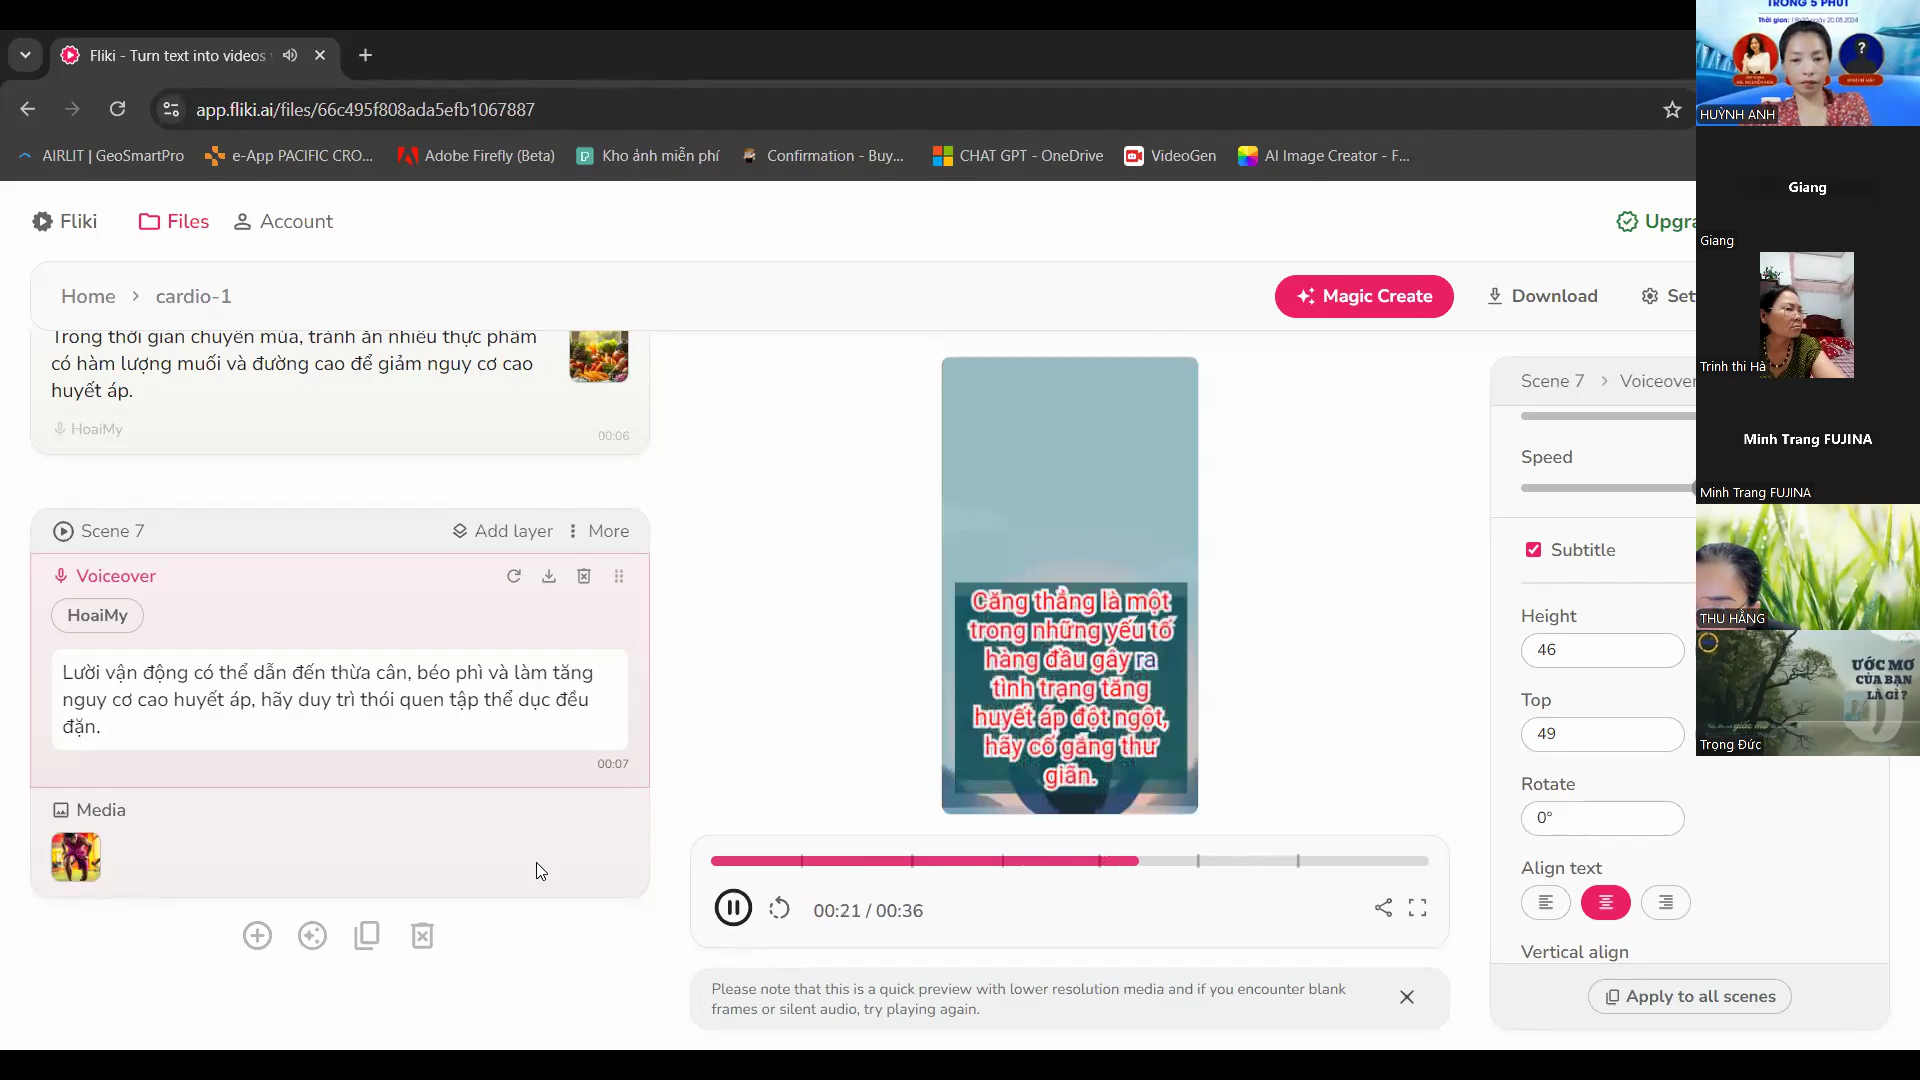 Fliki - Turn text into videos
app.fliki.ai/files/66c495f808ada5efb1067887
AIRLIT | GeoSmartPro
e-App PACIFIC CRO...
Adobe Firefly (Beta)
Kho ảnh miễn phí
Confirmation - Buy...
CHAT GPT - OneDrive
VideoGen
AI Image Creator - F...
Fliki
Files
Account
Upgra
Home > cardio-1
Magic Create
Download
Set
Trong thời gian chuyển mùa, tránh ăn nhiều thực phẩm
có hàm lượng muối và đường cao để giảm nguy cơ cao
huyết áp.
HoaiMy
00:06
Scene 7
Add layer
More
Voiceover
HoaiMy
Lười vận động có thể dẫn đến thừa cân, béo phì và làm tăng
nguy cơ cao huyết áp, hãy duy trì thói quen tập thể dục đều
đặn.
00:07
Media
Căng thẳng là một
trong những yếu tố
hàng đầu gây ra
tình trạng tăng
huyết áp đột ngột,
hãy cố gắng thư
giãn.
00:21 / 00:36
Please note that this is a quick preview with lower resolution media and if you encounter blank
frames or silent audio, try playing again.
Scene 7 > Voiceover
Speed
Subtitle
Height
46
Top
49
Rotate
0°
Align text
Vertical align
Apply to all scenes
TRONG 5 PHÚT
Thời gian: 19h30 ngày 20.08.2024
HUỲNH ANH
Giang
Giang
Trinh thi Hà
Minh Trang FUJINA
Minh Trang FUJINA
THU HẰNG
ƯỚC MƠ
CỦA BẠN
LÀ GÌ ?
Trọng Đức